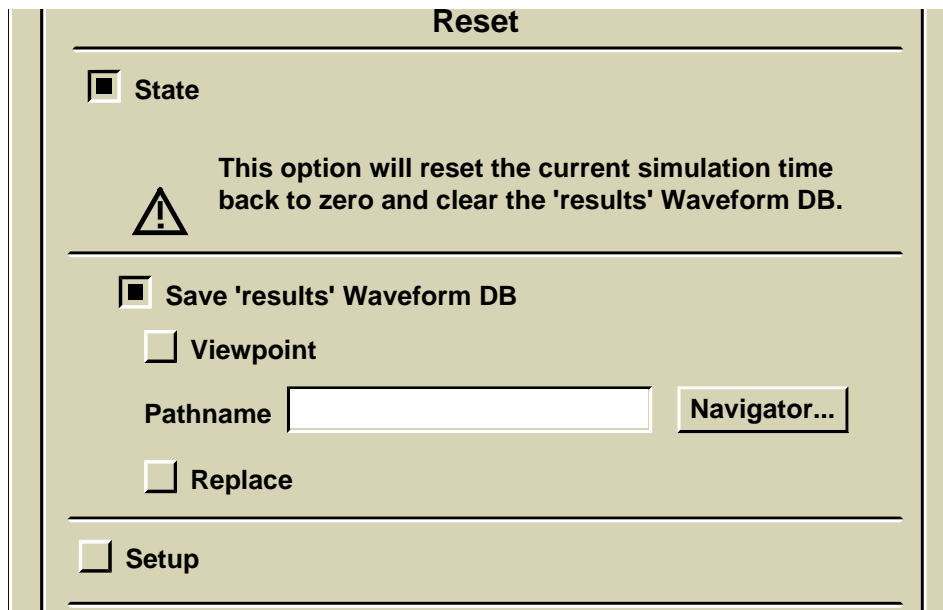 Reset
State
This option will reset the current simulation time
back to zero and clear the 'results' Waveform DB.
Save 'results' Waveform DB
Viewpoint
Pathname Navigator...
Replace
Setup